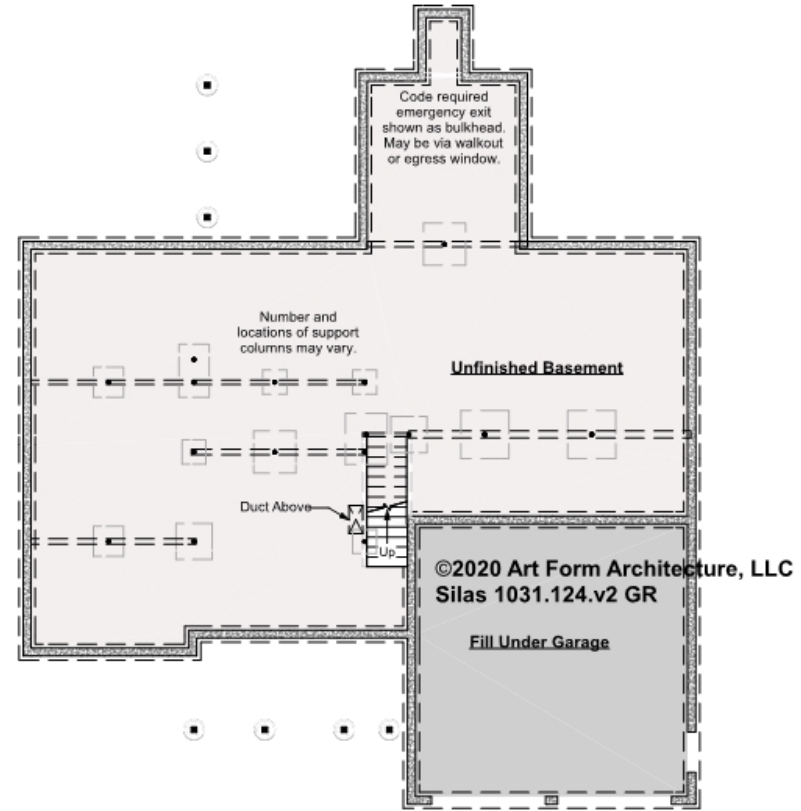 Code required
emergency exit
shown as bulkhead.
May be via walkout
or egress window.
Number and
locations of support
columns may vary.
Unfinished Basement
Duct Above
Up
©2020 Art Form Architecture, LLC
Silas 1031.124.v2 GR
Fill Under Garage